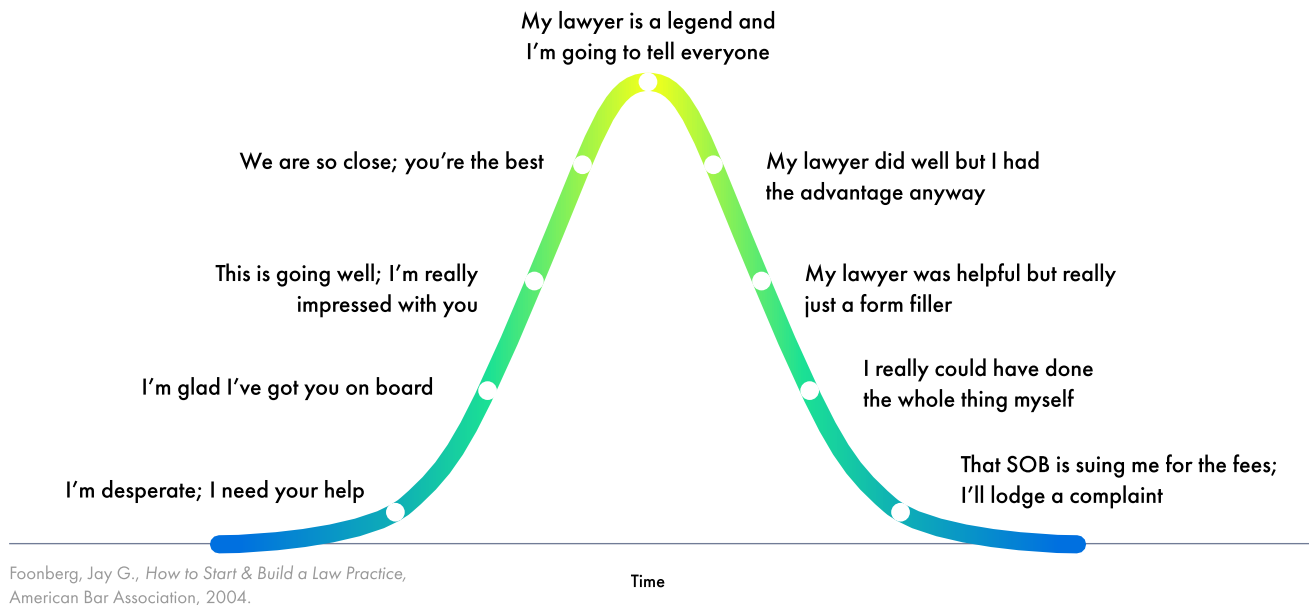 My lawyer is a legend and
I’m going to tell everyone
We are so close; you’re the best
My lawyer did well but I had
the advantage anyway
This is going well; I’m really
impressed with you
My lawyer was helpful but really
just a form filler
I’m glad I’ve got you on board
I really could have done
the whole thing myself
I’m desperate; I need your help
That SOB is suing me for the fees;
I’ll lodge a complaint
Foonberg, Jay G., How to Start & Build a Law Practice,
American Bar Association, 2004.
Time